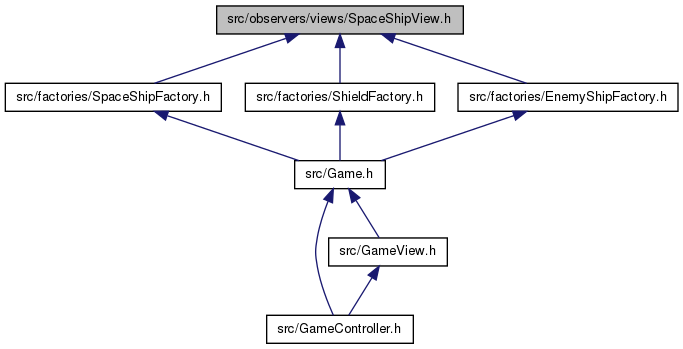 src/observers/views/SpaceShipView.h
src/factories/SpaceShipFactory.h
src/factories/ShieldFactory.h
src/factories/EnemyShipFactory.h
src/Game.h
src/GameView.h
src/GameController.h